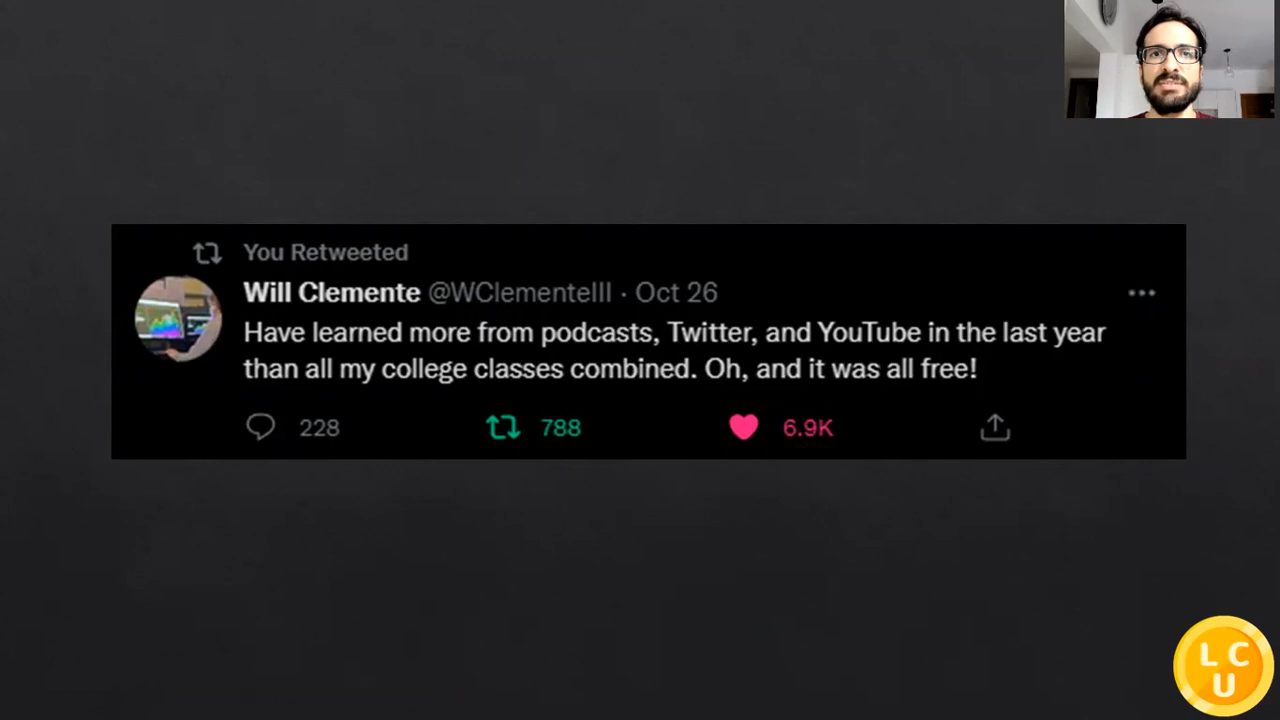 You Retweeted
Will Clemente @WClementeIII · Oct 26
Have learned more from podcasts, Twitter, and YouTube in the last year
than all my college classes combined. Oh, and it was all free!
228 788 6.9K
L C
U